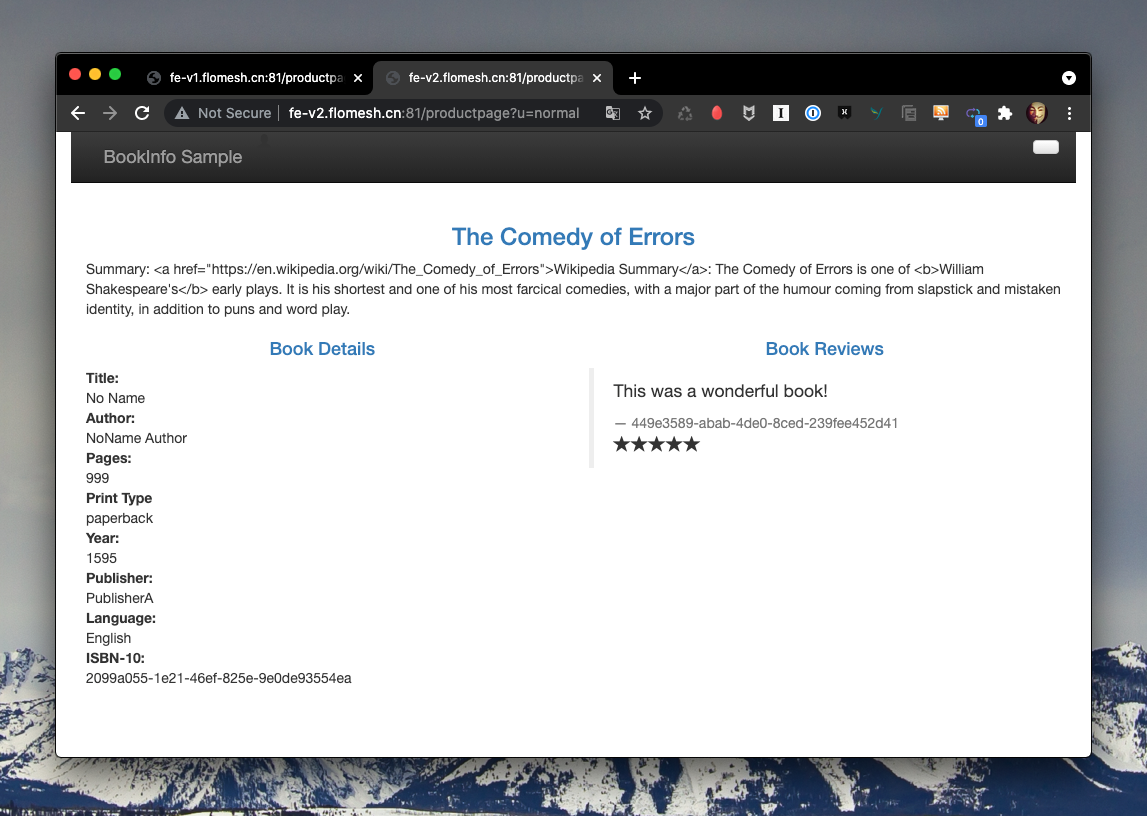 fe-v1.flomesh.cn:81/productpa
fe-v2.flomesh.cn:81/productpa
Not Secure
fe-v2.flomesh.cn:81/productpage?u=normal
0
BookInfo Sample
The Comedy of Errors
Summary: <a href="https://en.wikipedia.org/wiki/The_Comedy_of_Errors">Wikipedia Summary</a>: The Comedy of Errors is one of <b>William
Shakespeare's</b> early plays. It is his shortest and one of his most farcical comedies, with a major part of the humour coming from slapstick and mistaken
identity, in addition to puns and word play.
Book Details
Title:
No Name
Author:
NoName Author
Pages:
999
Print Type
paperback
Year:
1595
Publisher:
PublisherA
Language:
English
ISBN-10:
2099a055-1e21-46ef-825e-9e0de93554ea
Book Reviews
This was a wonderful book!
— 449e3589-abab-4de0-8ced-239fee452d41
★★★★★